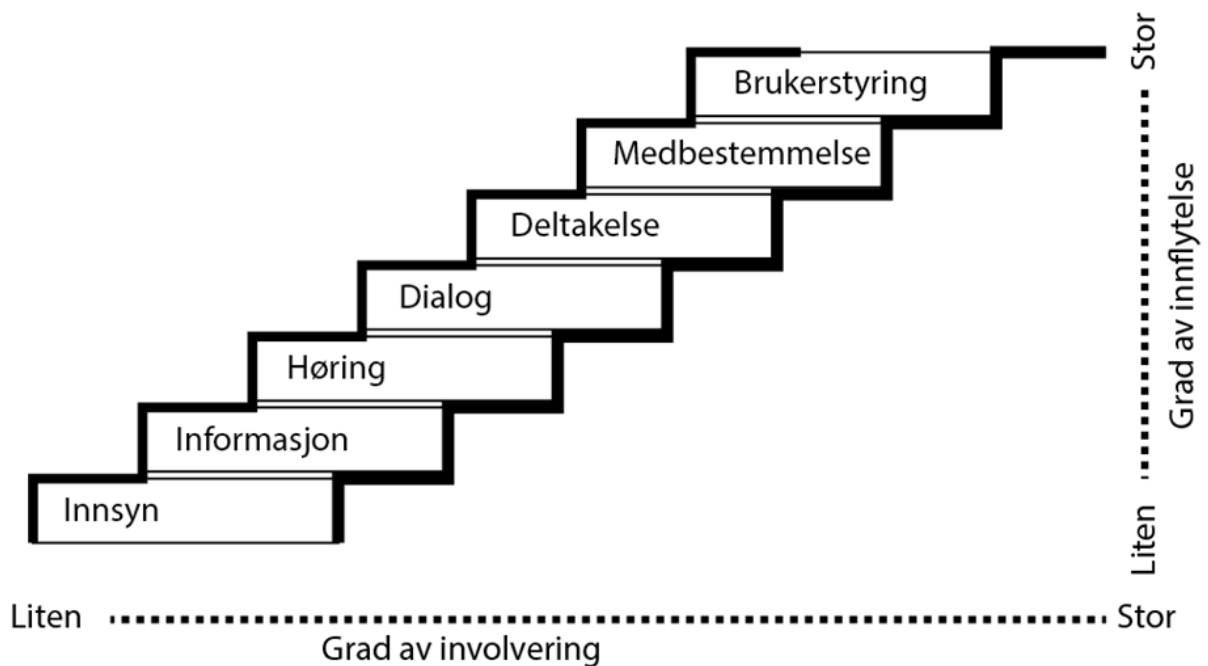 Brukerstyring
Medbestemmelse
Deltakelse
Dialog
Høring
Informasjon
Innsyn
Stor
Grad av innflytelse
Liten
Liten
Stor
Grad av involvering